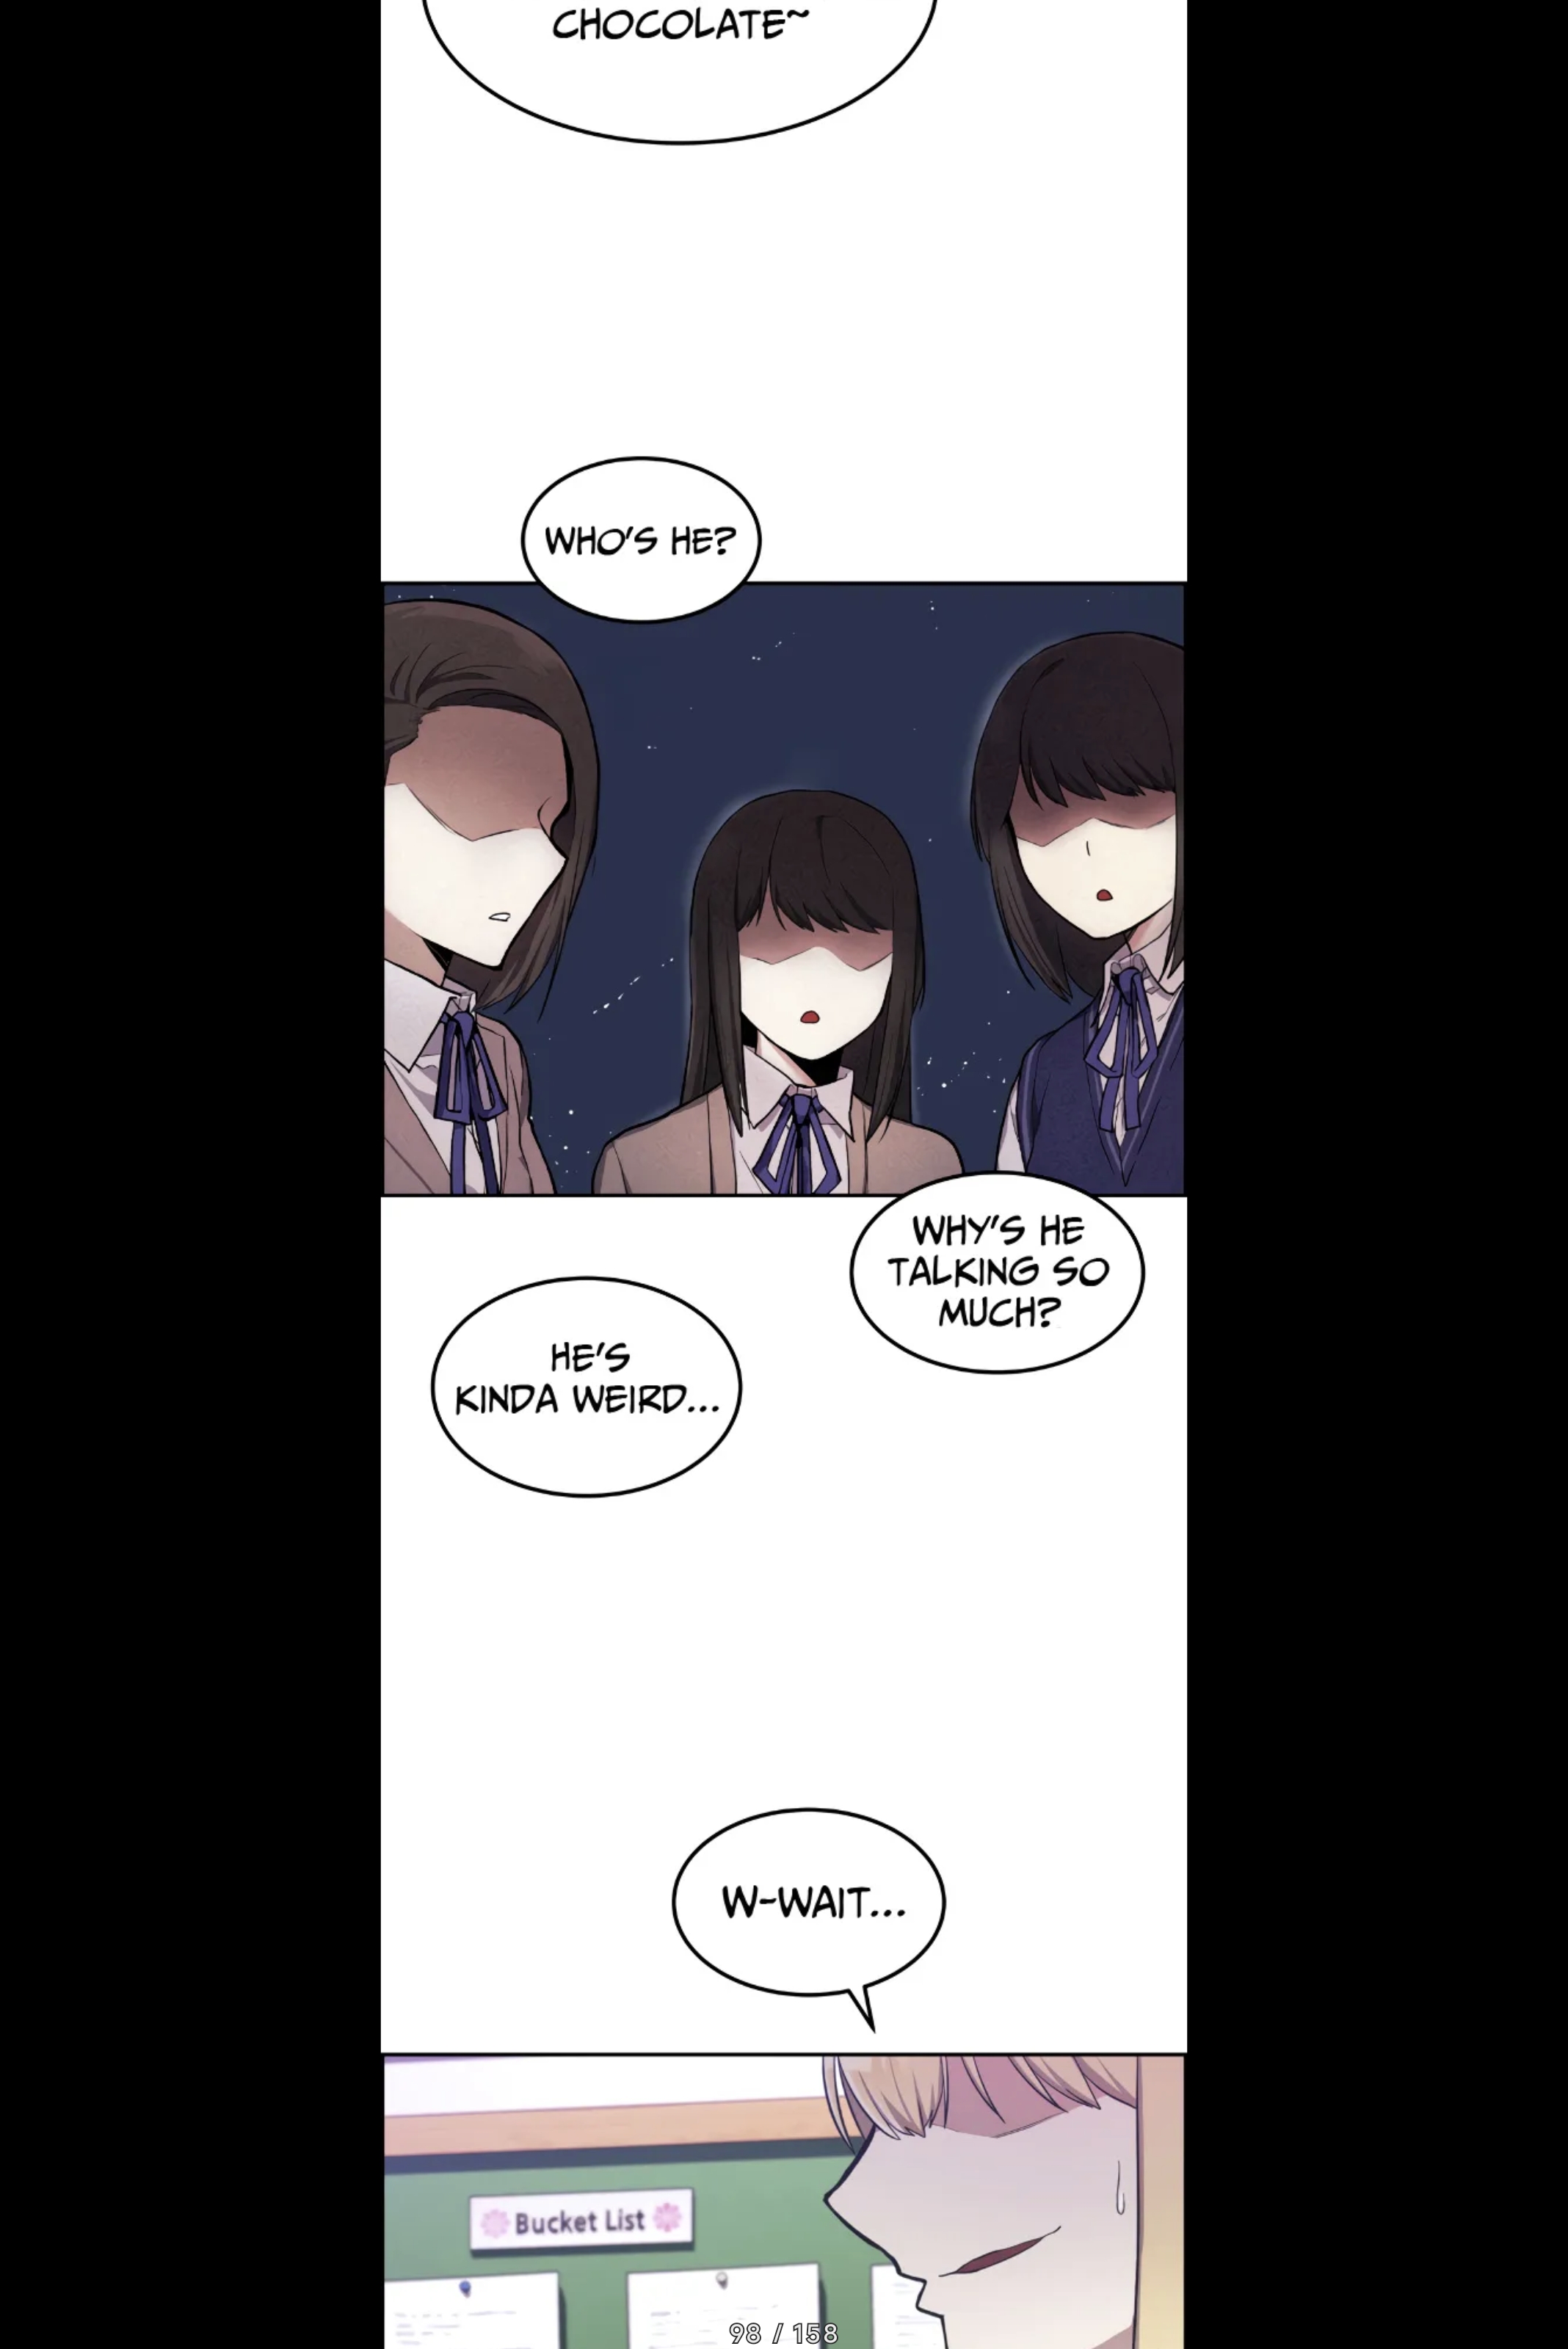 CHOCOLATE~
WHO'S HE?
WHY'S HE
TALKING SO
MUCH?
HE'S
KINDA WEIRD...
W-WAIT...
Bucket List
98 / 158